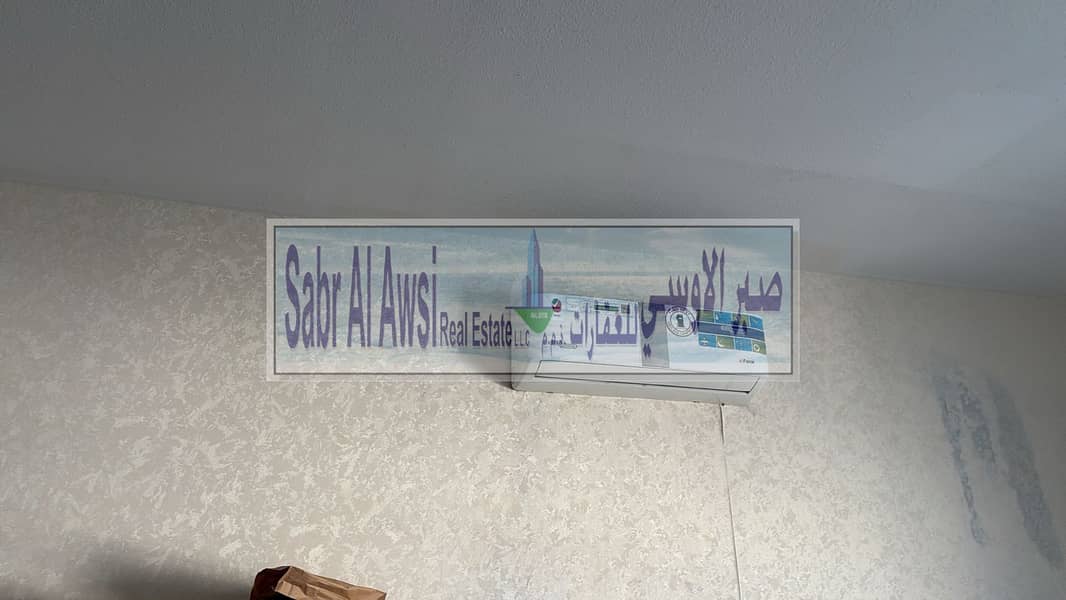 Sabr Al Awsi Real Estate LLC
صبر الاوسي للعقارات ذ.م.م